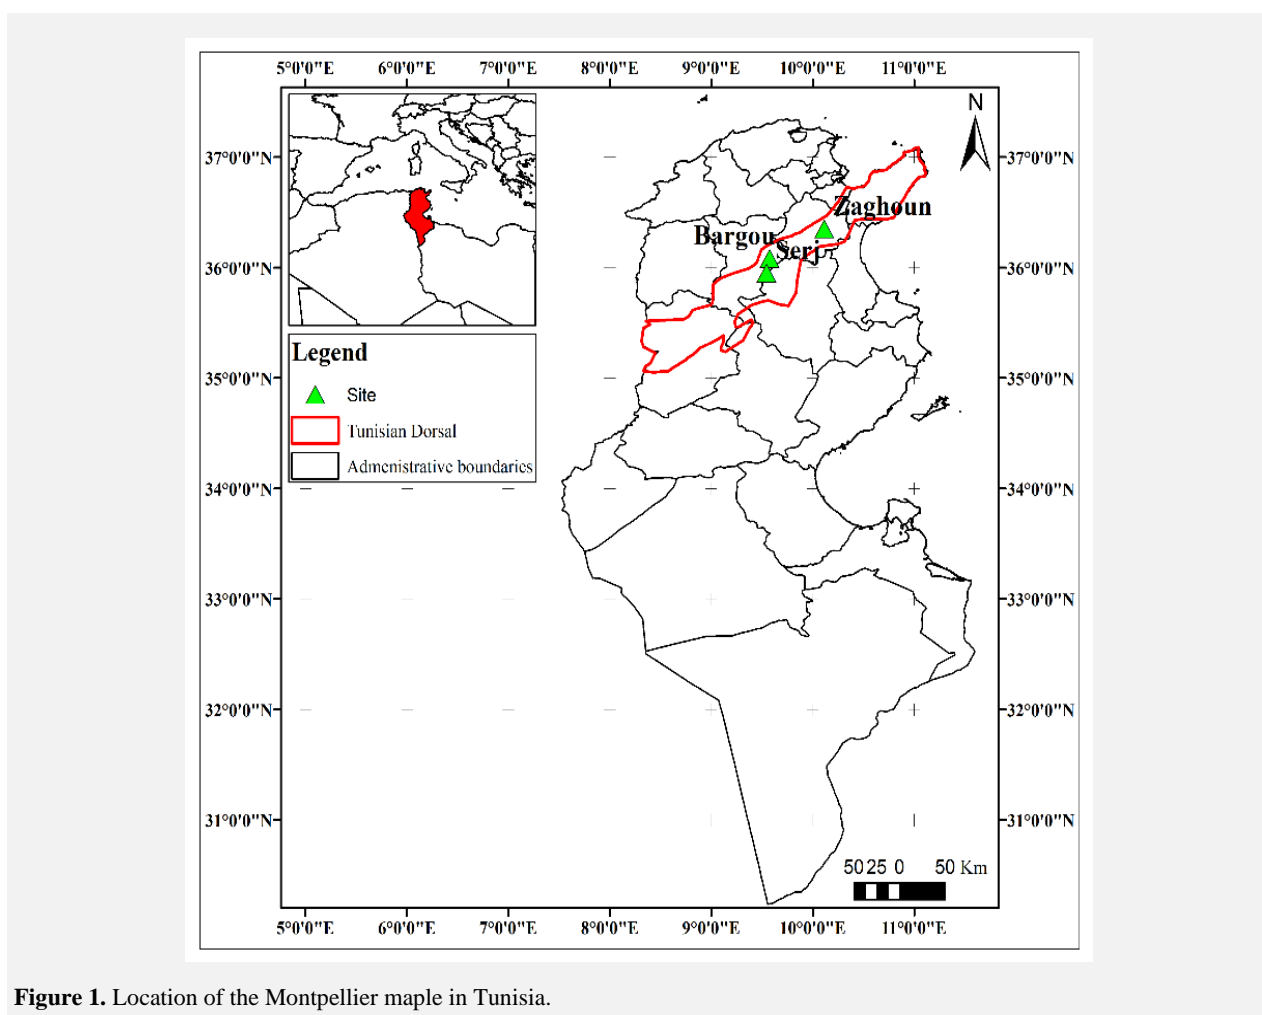 5°0'0"E 6°0'0"E 7°0'0"E 8°0'0"E 9°0'0"E 10°0'0"E 11°0'0"E
N
37°0'0"N 37°0'0"N
Zaghoun
Bargou
Serj
36°0'0"N 36°0'0"N
Legend
35°0'0"N 35°0'0"N
Site
Tunisian Dorsal
Admenistrative boundaries
34°0'0"N 34°0'0"N
33°0'0"N 33°0'0"N
32°0'0"N 32°0'0"N
31°0'0"N 31°0'0"N
50 25 0 50 Km
5°0'0"E 6°0'0"E 7°0'0"E 8°0'0"E 9°0'0"E 10°0'0"E 11°0'0"E
Figure 1. Location of the Montpellier maple in Tunisia.